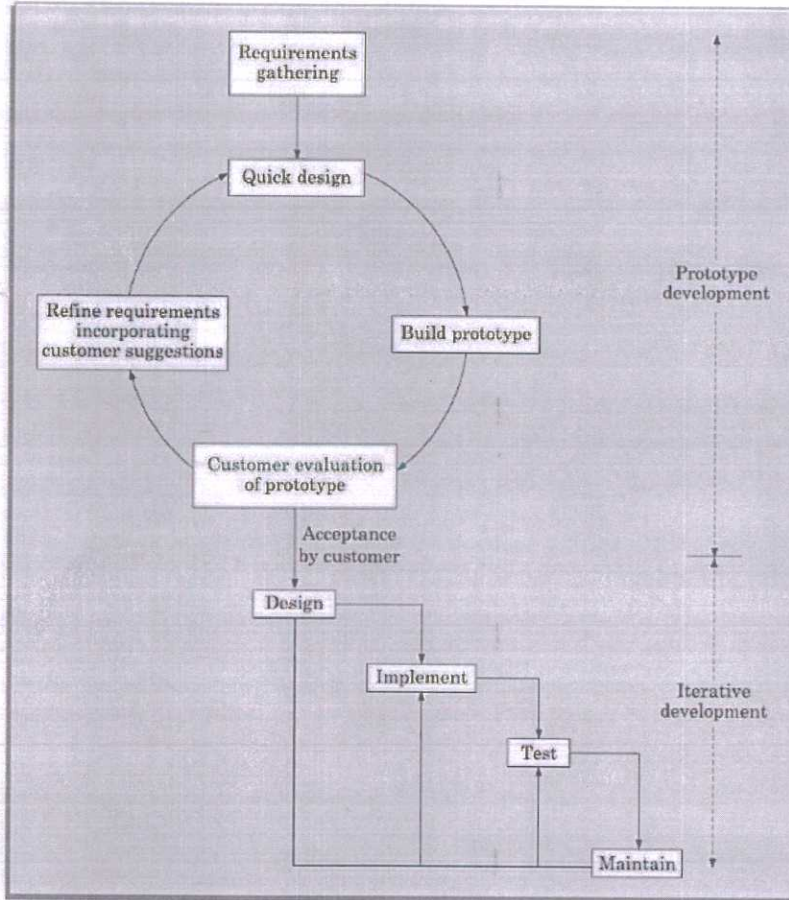 Requirements
gathering
Quick design
Prototype
development
Refine requirements
incorporating
customer suggestions
Build prototype
Customer evaluation
of prototype
Acceptance
by customer
Design
Implement
Iterative
development
Test
Maintain